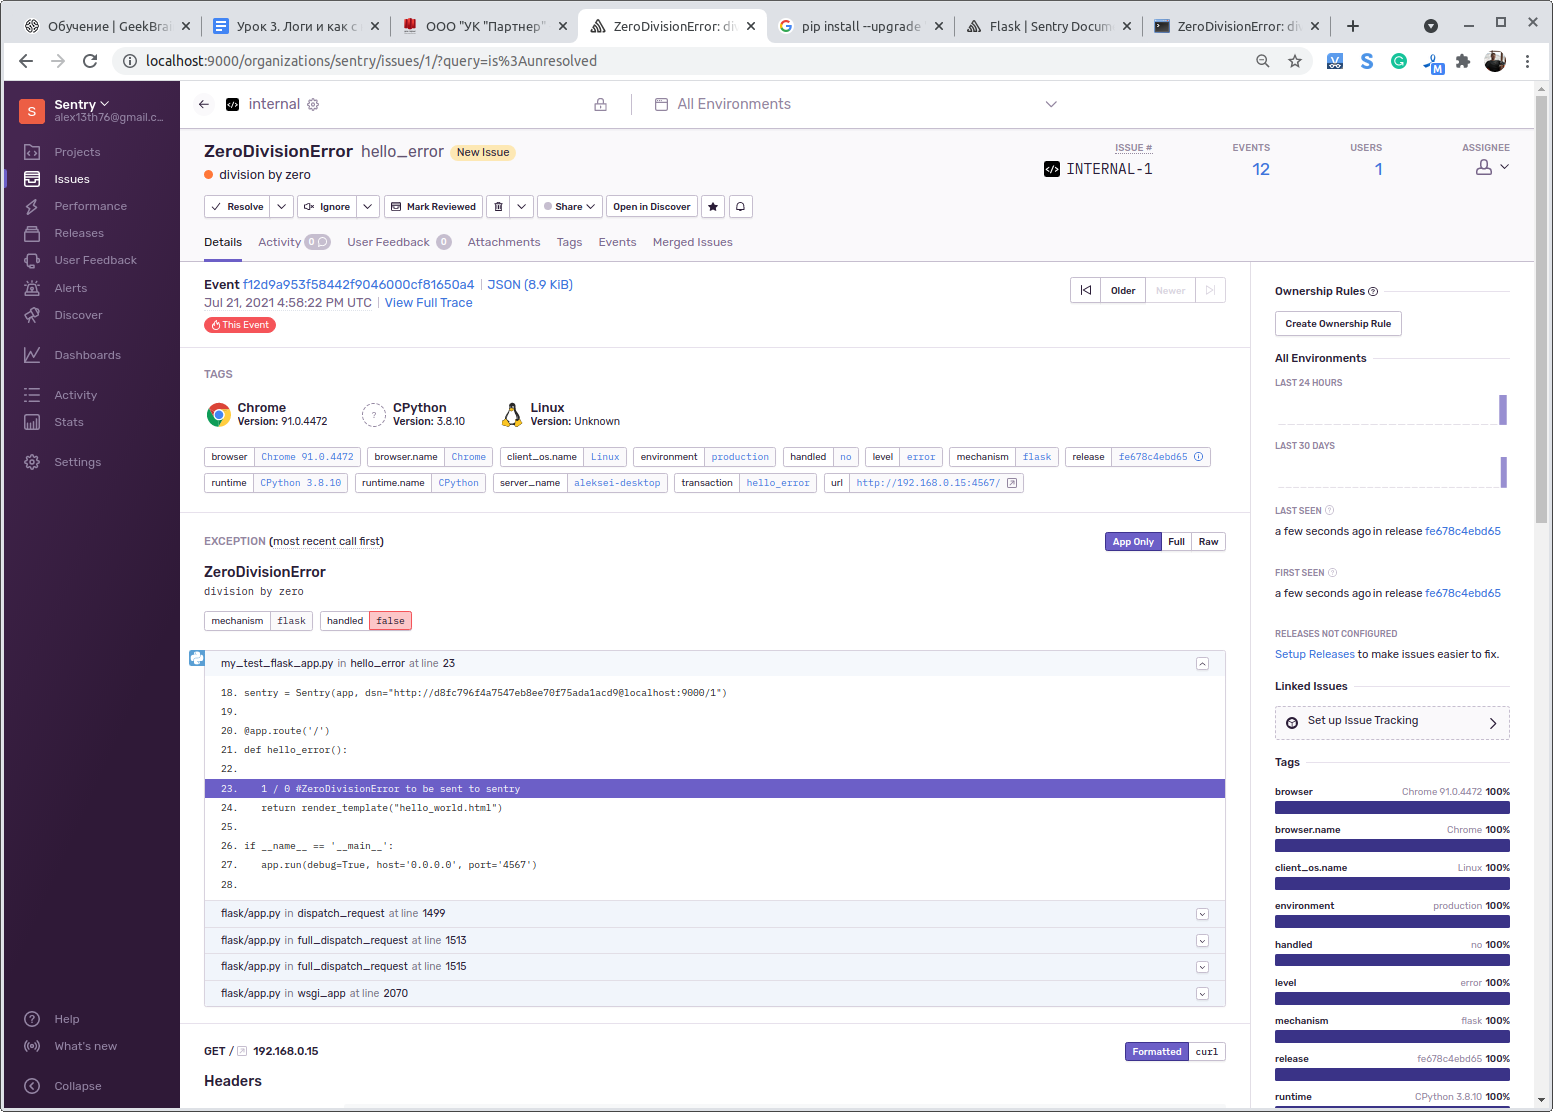 Обучение | GeekBrai
Урок 3. Логи и как с
ООО "УК "Партнер"
ZeroDivisionError: div
pip install --upgrade
Flask | Sentry Docum
ZeroDivisionError: di
localhost:9000/organizations/sentry/issues/1/?query=is%3Aunresolved
S
Sentry
alex13th76@gmail.c...
Projects
Issues
Performance
Releases
User Feedback
Alerts
Discover
Dashboards
Activity
Stats
Settings
Help
What's new
Collapse
internal
All Environments
ZeroDivisionError hello_error New Issue
division by zero
ISSUE # EVENTS USERS ASSIGNEE
INTERNAL-1 12 1
Resolve Ignore Mark Reviewed Share Open in Discover
Details Activity 0 User Feedback 0 Attachments Tags Events Merged Issues
Event f12d9a953f58442f9046000cf81650a4 | JSON (8.9 KiB)
Jul 21, 2021 4:58:22 PM UTC | View Full Trace
This Event
Older Newer
TAGS
Chrome
Version: 91.0.4472
CPython
Version: 3.8.10
Linux
Version: Unknown
browser Chrome 91.0.4472 browser.name Chrome client_os.name Linux environment production handled no level error mechanism flask release fe678c4ebd65
runtime CPython 3.8.10 runtime.name CPython server_name aleksei-desktop transaction hello_error url http://192.168.0.15:4567/
EXCEPTION (most recent call first)
App Only Full Raw
ZeroDivisionError
division by zero
mechanism flask handled false
my_test_flask_app.py in hello_error at line 23
18. sentry = Sentry(app, dsn="http://d8fc796f4a7547eb8ee70f75ada1acd9@localhost:9000/1")
19.
20. @app.route('/')
21. def hello_error():
22.
23. 1 / 0 #ZeroDivisionError to be sent to sentry
24. return render_template("hello_world.html")
25.
26. if __name__ == '__main__':
27. app.run(debug=True, host='0.0.0.0', port='4567')
28.
flask/app.py in dispatch_request at line 1499
flask/app.py in full_dispatch_request at line 1513
flask/app.py in full_dispatch_request at line 1515
flask/app.py in wsgi_app at line 2070
GET / 192.168.0.15
Formatted curl
Headers
Ownership Rules
Create Ownership Rule
All Environments
LAST 24 HOURS
LAST 30 DAYS
LAST SEEN
a few seconds ago in release fe678c4ebd65
FIRST SEEN
a few seconds ago in release fe678c4ebd65
RELEASES NOT CONFIGURED
Setup Releases to make issues easier to fix.
Linked Issues
Set up Issue Tracking
Tags
browser Chrome 91.0.4472 100%
browser.name Chrome 100%
client_os.name Linux 100%
environment production 100%
handled no 100%
level error 100%
mechanism flask 100%
release fe678c4ebd65 100%
runtime CPython 3.8.10 100%